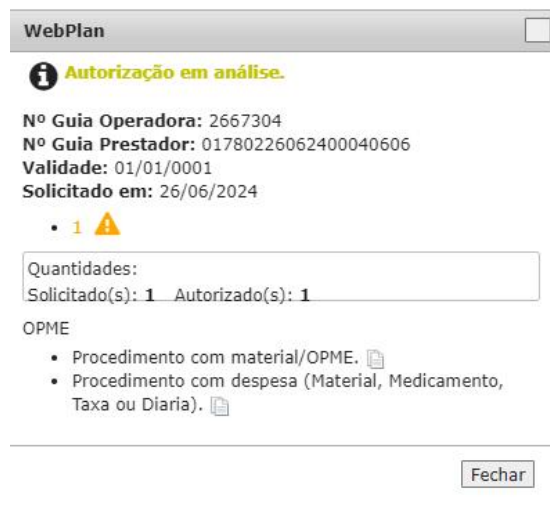 WebPlan
Autorização em análise.
Nº Guia Operadora: 2667304
Nº Guia Prestador: 01780226062400040606
Validade: 01/01/0001
Solicitado em: 26/06/2024
• 1
Quantidades:
Solicitado(s): 1 Autorizado(s): 1
OPME
• Procedimento com material/OPME.
• Procedimento com despesa (Material, Medicamento,
Taxa ou Diaria).
Fechar